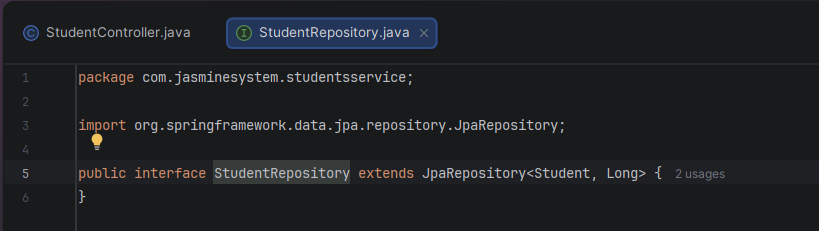 StudentController.java
StudentRepository.java
1 package com.jasminesystem.studentsservice;
2
3 import org.springframework.data.jpa.repository.JpaRepository;
4
5 public interface StudentRepository extends JpaRepository<Student, Long> { 2 usages
6 }